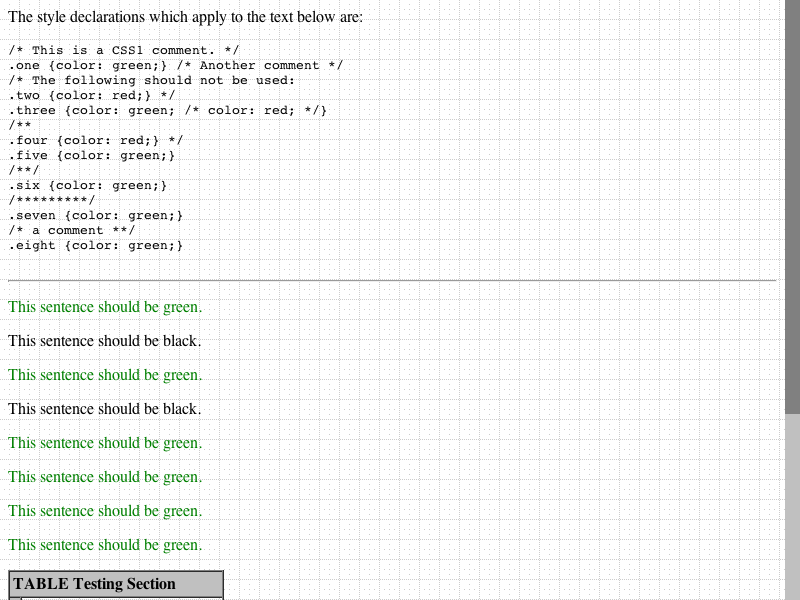 The style declarations which apply to the text below are:
/* This is a CSS1 comment. */
.one {color: green;} /* Another comment */
/* The following should not be used:
.two {color: red;} */
.three {color: green; /* color: red; */}
/**
.four {color: red;} */
.five {color: green;}
/**/
.six {color: green;}
/*********/
.seven {color: green;}
/* a comment **/
.eight {color: green;}
This sentence should be green.
This sentence should be black.
This sentence should be green.
This sentence should be black.
This sentence should be green.
This sentence should be green.
This sentence should be green.
This sentence should be green.
TABLE Testing Section